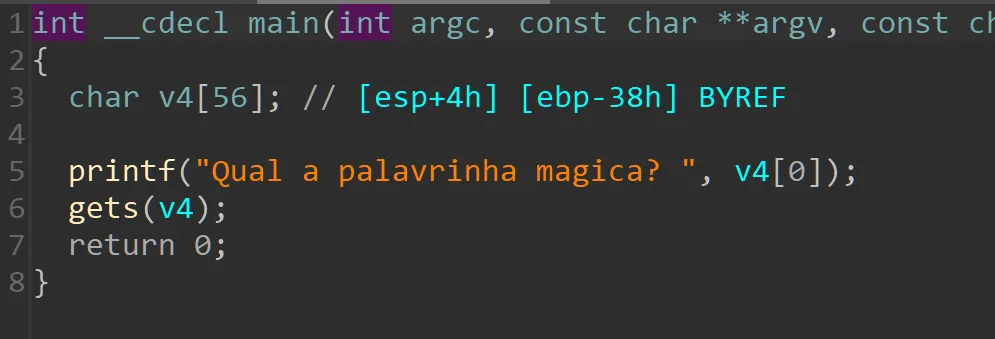 1 int __cdecl main(int argc, const char **argv, const ch
2 {
3   char v4[56]; // [esp+4h] [ebp-38h] BYREF
4
5   printf("Qual a palavrinha magica? ", v4[0]);
6   gets(v4);
7   return 0;
8 }